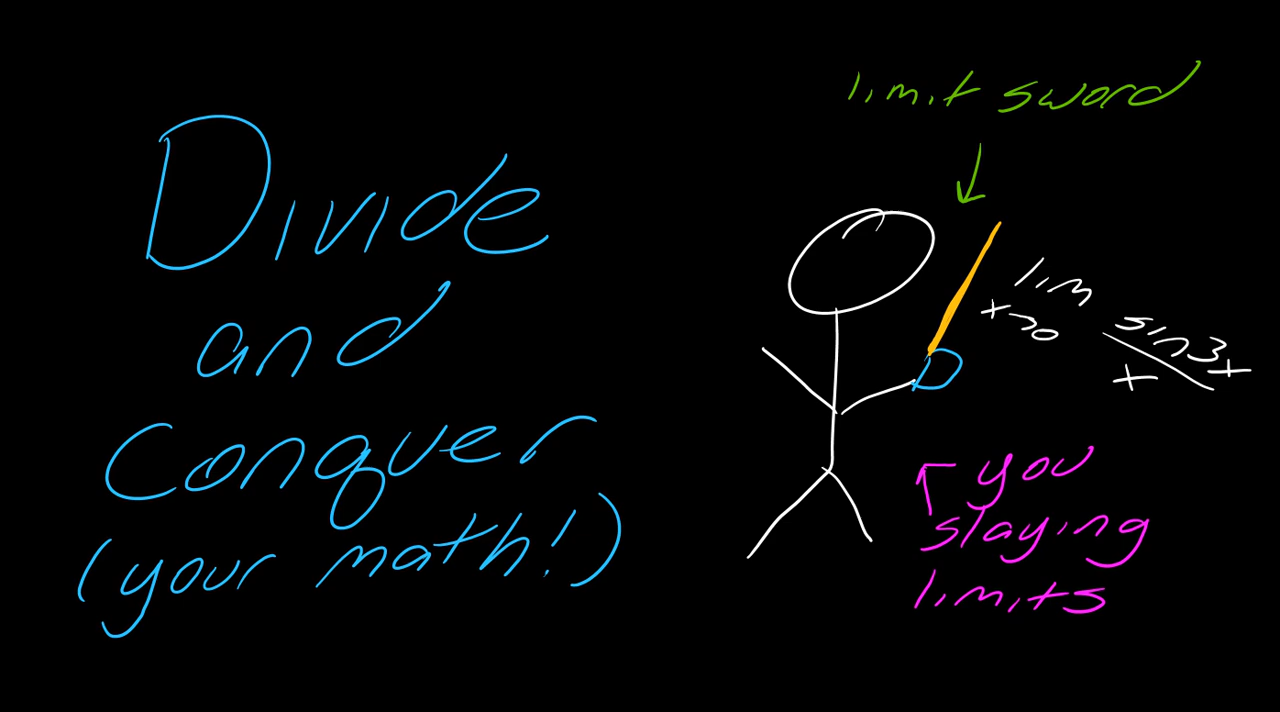 Divide
and
Conquer
(your math!)
limit sword
lim
x→0
sin3x
x
you
slaying
limits